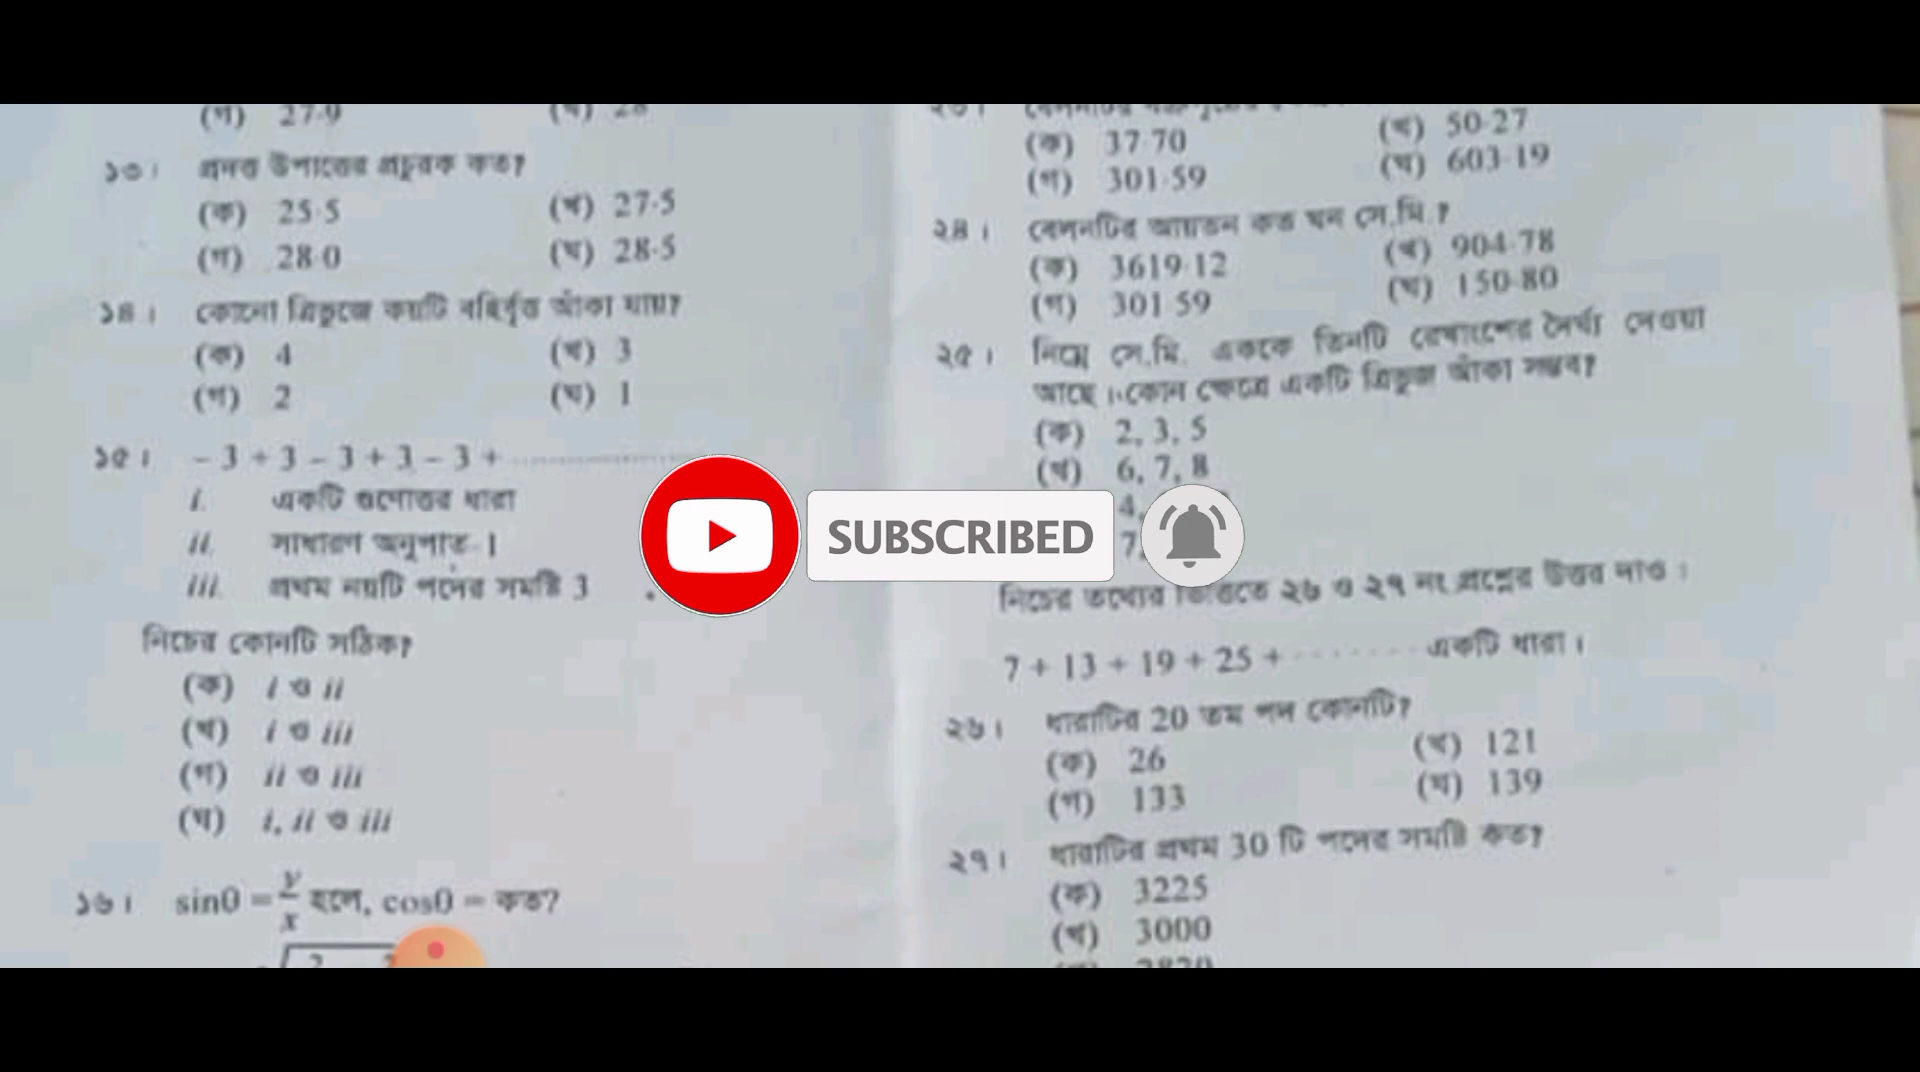 (গ) 27·9
(ঘ) 28
১৩। প্রদত্ত উপাত্তের প্রচুরক কত?
(ক) 25·5
(খ) 27·5
(গ) 28·0
(ঘ) 28·5
১৪। কোনো ত্রিভুজে কয়টি বহির্বৃত্ত আঁকা যায়?
(ক) 4
(খ) 3
(গ) 2
(ঘ) 1
১৫। – 3 + 3 – 3 + 3 – 3 + ..................
i. একটি গুণোত্তর ধারা
ii. সাধারণ অনুপাত- 1
iii. প্রথম নয়টি পদের সমষ্টি 3
নিচের কোনটি সঠিক?
(ক) i ও ii
(খ) i ও iii
(গ) ii ও iii
(ঘ) i, ii ও iii
১৬। sinθ = y/x হলে, cosθ = কত?
২৩। বেলনটির
(ক) 37·70
(খ) 50·27
(গ) 301·59
(ঘ) 603·19
২৪। বেলনটির আয়তন কত ঘন সে.মি.?
(ক) 3619·12
(খ) 904·78
(গ) 301·59
(ঘ) 150·80
২৫। নিম্নে সে.মি. এককে তিনটি রেখাংশের দৈর্ঘ্য দেওয়া
আছে। কোন ক্ষেত্রে একটি ত্রিভুজ আঁকা সম্ভব?
(ক) 2, 3, 5
(খ) 6, 7, 8
4,
7
SUBSCRIBED
নিচের তথ্যের ভিত্তিতে ২৬ ও ২৭ নং প্রশ্নের উত্তর দাও :
7 + 13 + 19 + 25 + ········ একটি ধারা।
২৬। ধারাটির 20 তম পদ কোনটি?
(ক) 26
(খ) 121
(গ) 133
(ঘ) 139
২৭। ধারাটির প্রথম 30 টি পদের সমষ্টি কত?
(ক) 3225
(খ) 3000